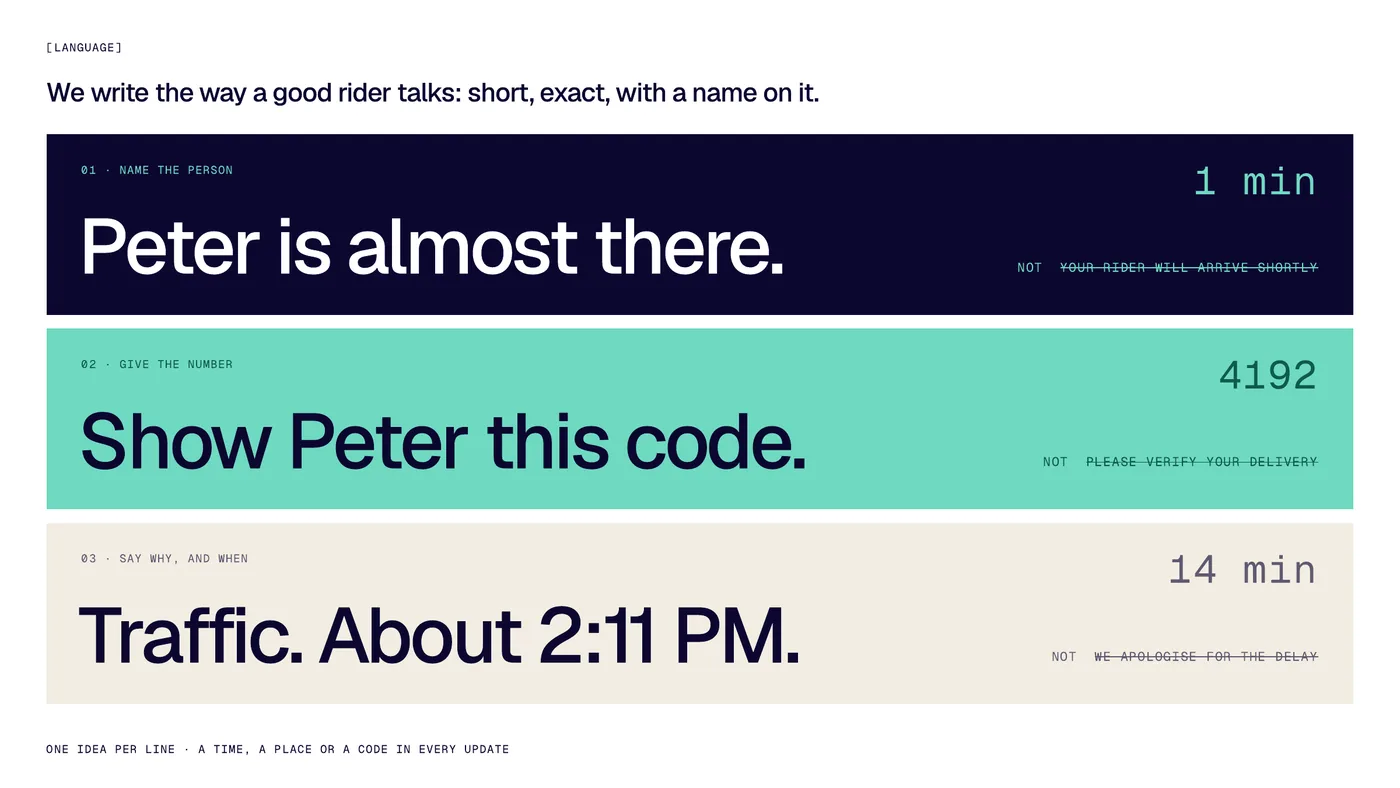 [LANGUAGE]
We write the way a good rider talks: short, exact, with a name on it.
01 · NAME THE PERSON
1 min
Peter is almost there.
NOT YOUR RIDER WILL ARRIVE SHORTLY
02 · GIVE THE NUMBER
4192
Show Peter this code.
NOT PLEASE VERIFY YOUR DELIVERY
03 · SAY WHY, AND WHEN
14 min
Traffic. About 2:11 PM.
NOT WE APOLOGISE FOR THE DELAY
ONE IDEA PER LINE · A TIME, A PLACE OR A CODE IN EVERY UPDATE